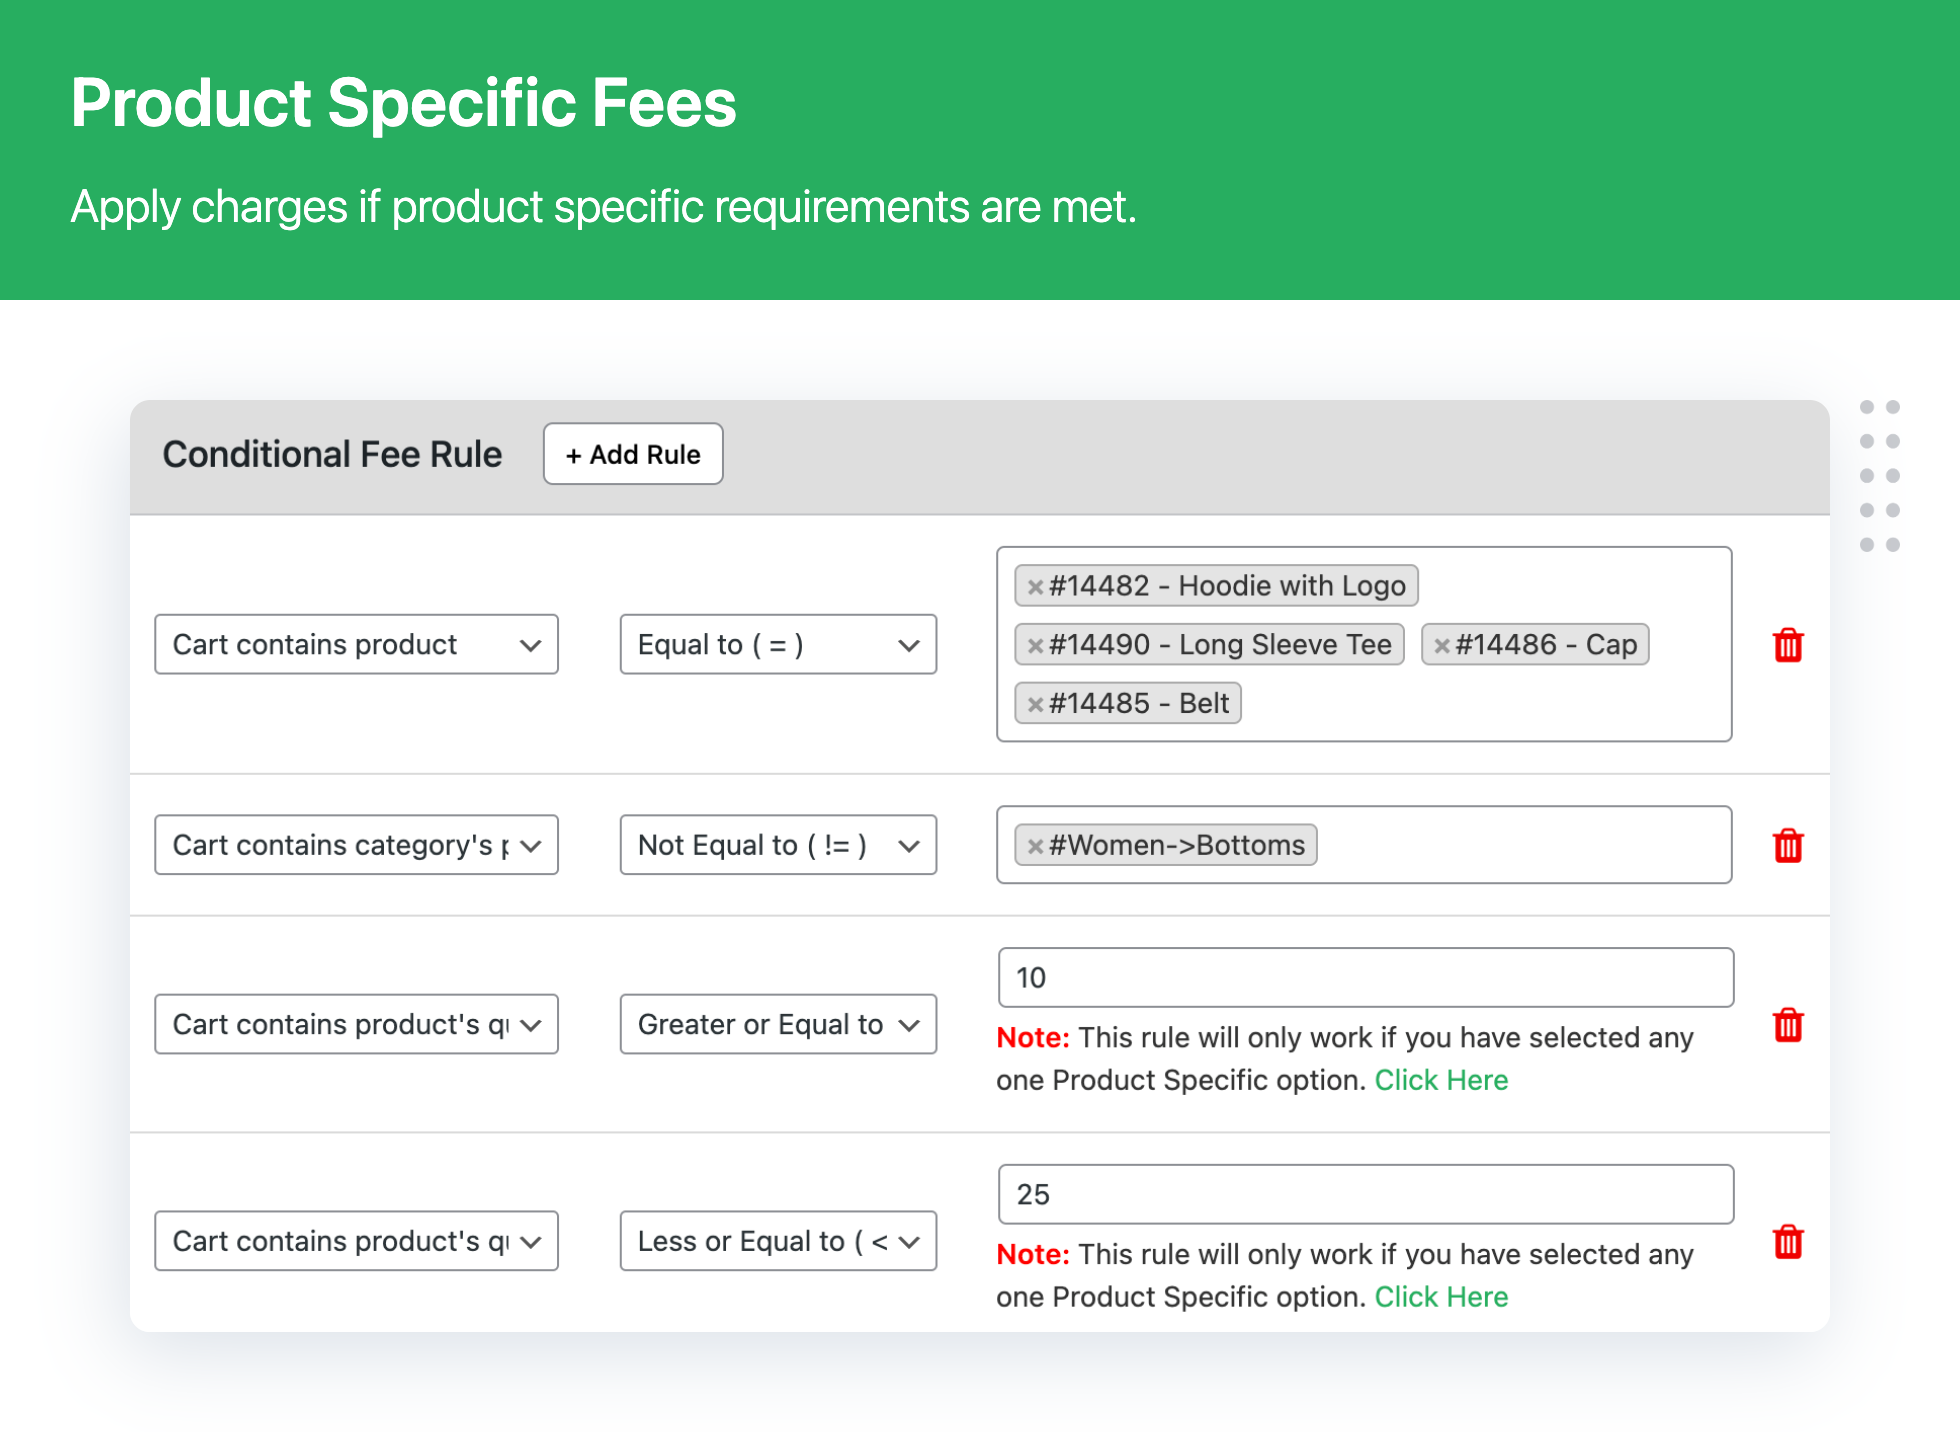 Product Specific Fees
Apply charges if product specific requirements are met.
Conditional Fee Rule
+ Add Rule
Cart contains product
Equal to ( = )
×#14482 - Hoodie with Logo
×#14490 - Long Sleeve Tee ×#14486 - Cap
×#14485 - Belt
Cart contains category's
Not Equal to ( != )
×#Women->Bottoms
Cart contains product's
Greater or Equal to
10
Note: This rule will only work if you have selected any
one Product Specific option. Click Here
Cart contains product's
Less or Equal to ( <
25
Note: This rule will only work if you have selected any
one Product Specific option. Click Here